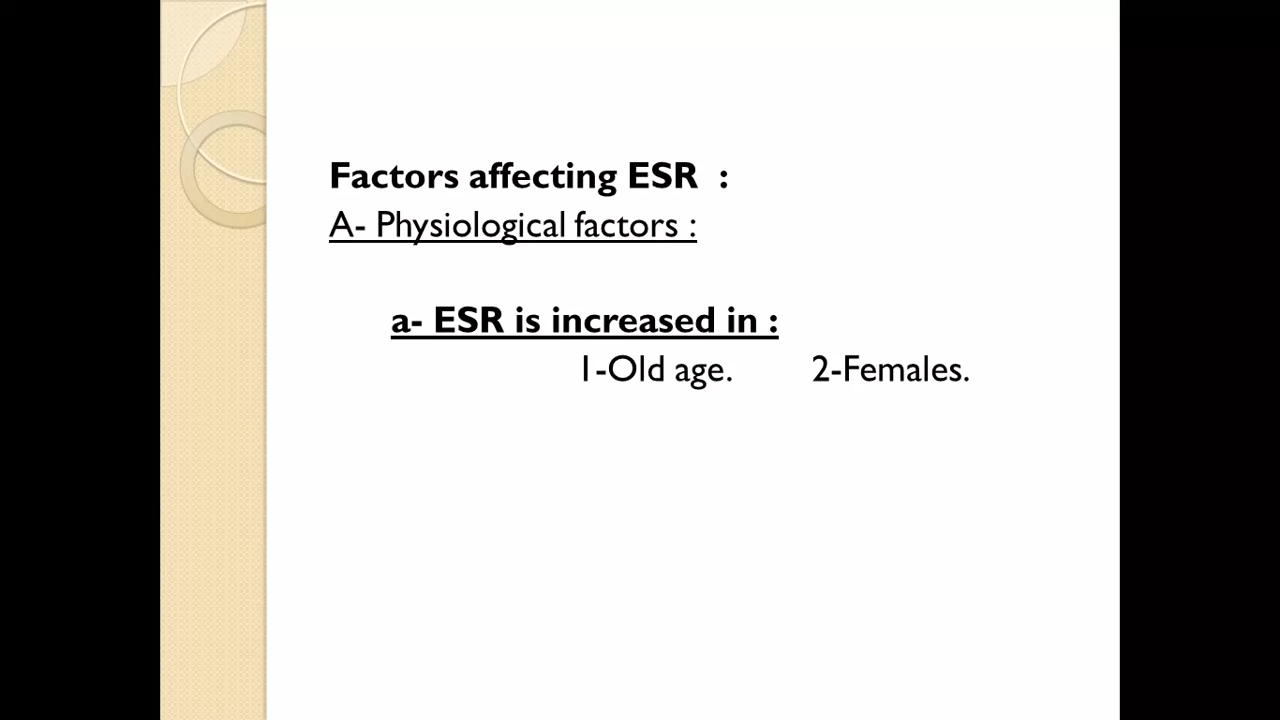 Factors affecting ESR :
A- Physiological factors :
a- ESR is increased in :
1-Old age. 2-Females.